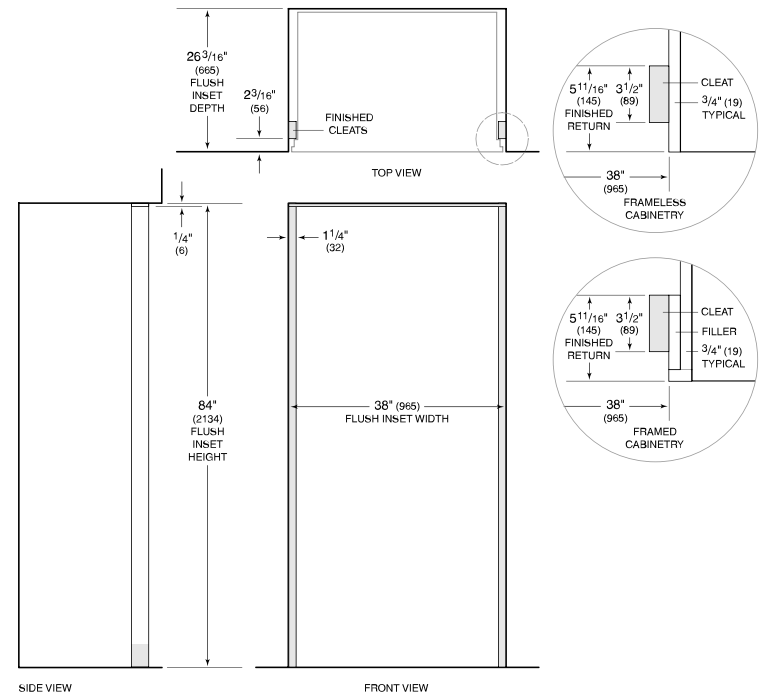 26 3/16"
(665)
FLUSH
INSET
DEPTH
2 3/16"
(56)
FINISHED
CLEATS
TOP VIEW
5 11/16"
(145)
FINISHED
RETURN
3 1/2"
(89)
CLEAT
3/4" (19)
TYPICAL
38"
(965)
FRAMELESS
CABINETRY
1/4"
(6)
1 1/4"
(32)
5 11/16"
(145)
FINISHED
RETURN
3 1/2"
(89)
CLEAT
FILLER
3/4" (19)
TYPICAL
38"
(965)
FRAMED
CABINETRY
84"
(2134)
FLUSH
INSET
HEIGHT
38" (965)
FLUSH INSET WIDTH
SIDE VIEW
FRONT VIEW